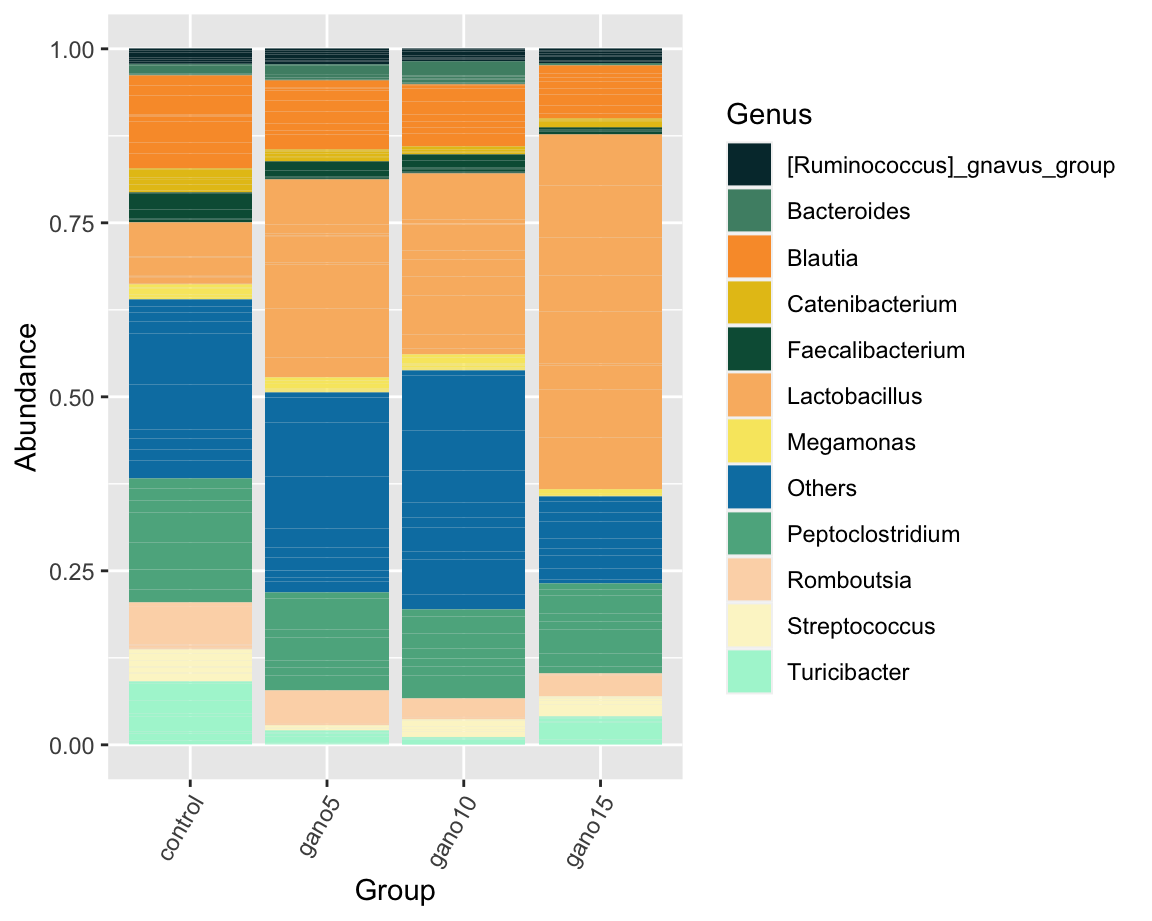 Abundance
1.00
0.75
0.50
0.25
0.00
control
gano5
gano10
gano15
Group
Genus
[Ruminococcus]_gnavus_group
Bacteroides
Blautia
Catenibacterium
Faecalibacterium
Lactobacillus
Megamonas
Others
Peptoclostridium
Romboutsia
Streptococcus
Turicibacter